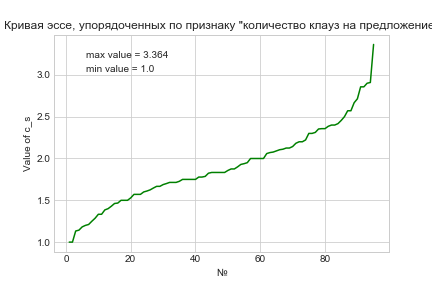 Кривая эссе, упорядоченных по признаку "количество клауз на предложение
max value = 3.364
min value = 1.0
3.0
2.5
2.0
1.5
1.0
Value of c_s
0 20 40 60 80
№